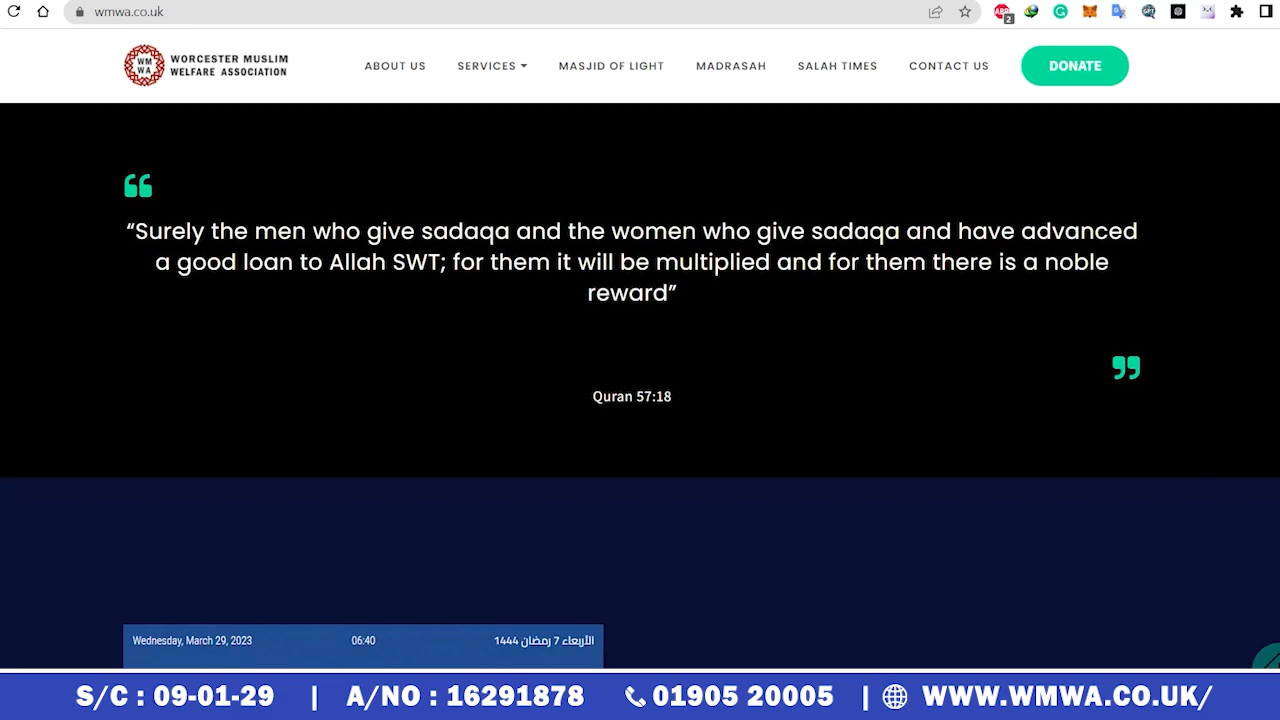 wmwa.co.uk
2
WM
WA
WORCESTER MUSLIM
WELFARE ASSOCIATION
ABOUT US SERVICES MASJID OF LIGHT MADRASAH SALAH TIMES CONTACT US DONATE
“Surely the men who give sadaqa and the women who give sadaqa and have advanced
a good loan to Allah SWT; for them it will be multiplied and for them there is a noble
reward”
Quran 57:18
Wednesday, March 29, 2023 06:40 الأربعاء 7 رمضان 1444
S/C : 09-01-29 | A/NO : 16291878 01905 20005 | WWW.WMWA.CO.UK/